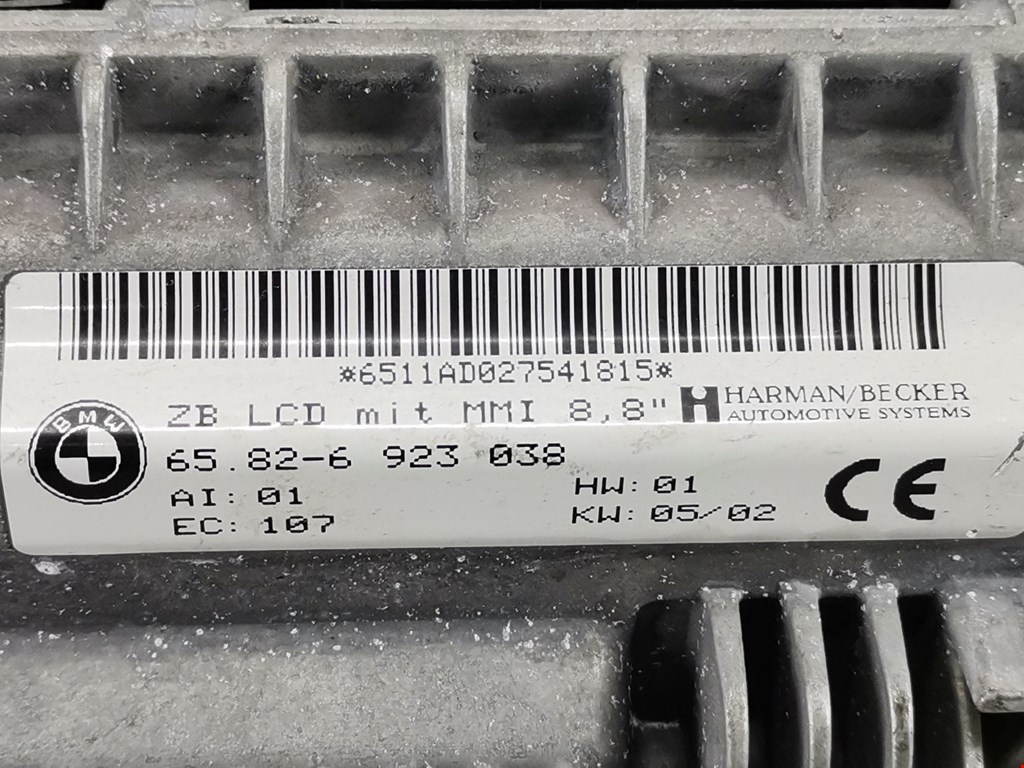 *6511AD027541815*
ZB LCD mit MMI 8,8"
HARMAN/BECKER
AUTOMOTIVE SYSTEMS
BMW
65.82-6 923 038
AI: 01
HW: 01
EC: 107
KW: 05/02
CE